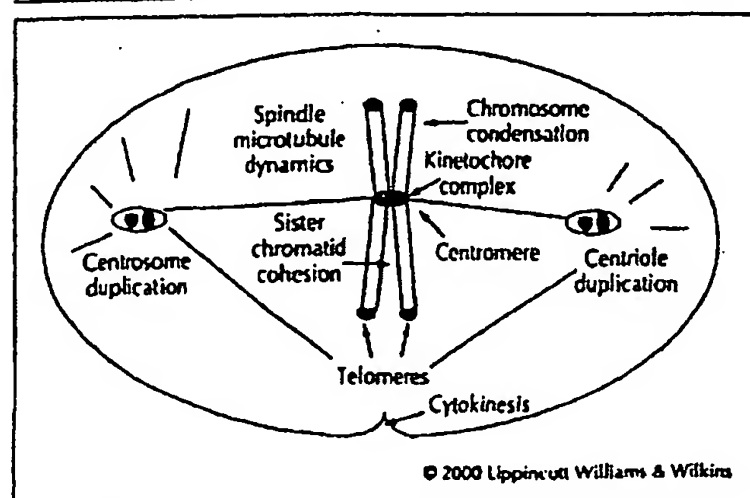 Spindle
microtubule
dynamics
Chromosome
condensation
Kinetochore
complex
Sister
chromatid
cohesion
Centromere
Centrosome
duplication
Centriole
duplication
Telomeres
Cytokinesis
© 2000 Lippincott Williams & Wilkins